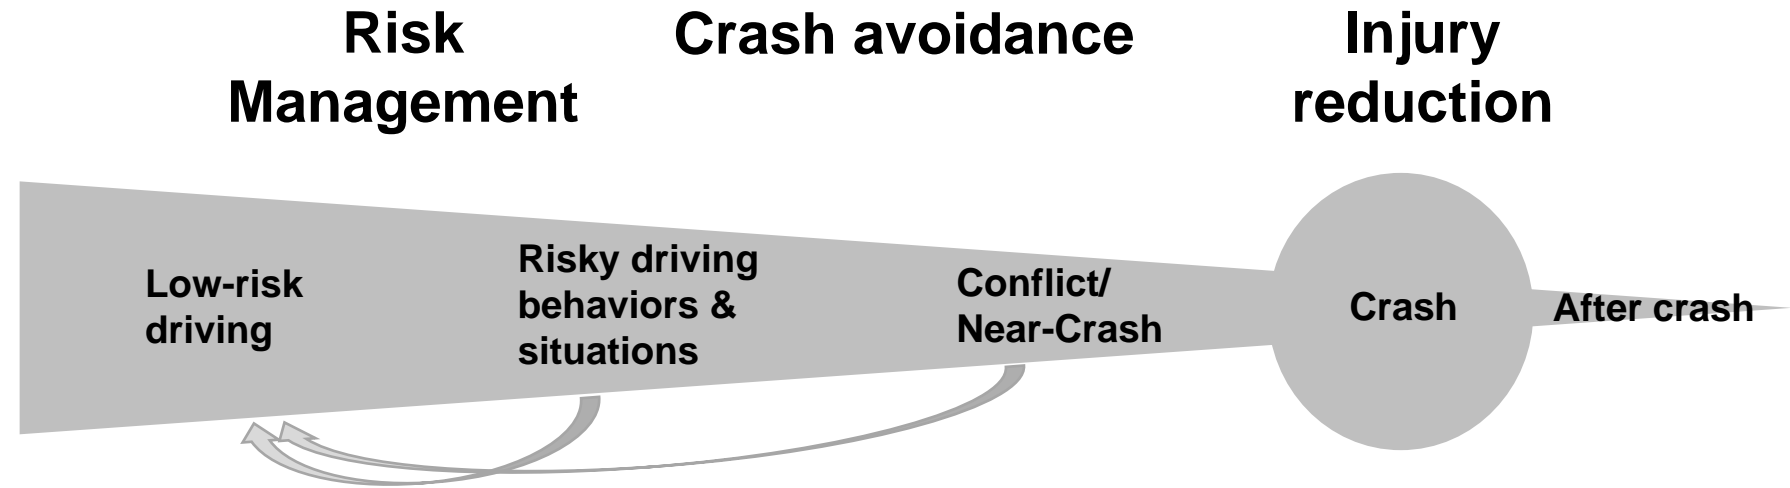 Risk
Management
Crash avoidance
Injury
reduction
Low-risk
driving
Risky driving
behaviors &
situations
Conflict/
Near-Crash
Crash
After crash